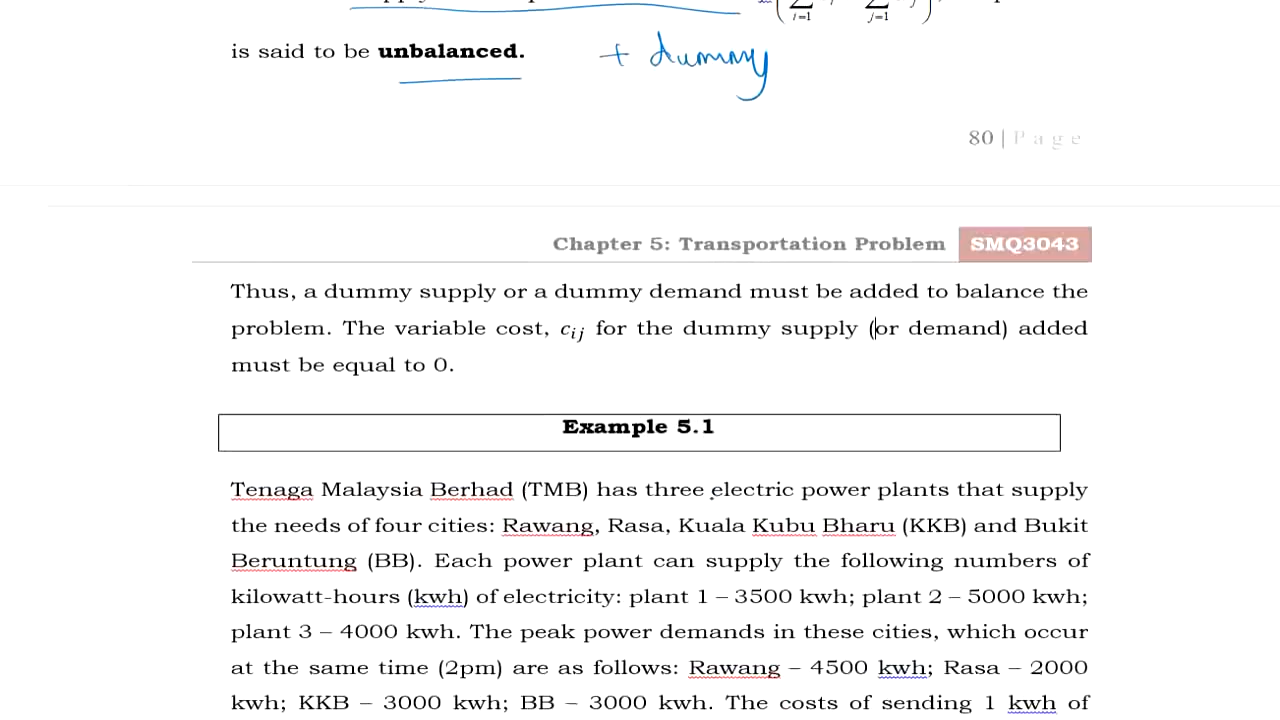 i=1 j=1
is said to be unbalanced. + dummy
80 | Page
Chapter 5: Transportation Problem SMQ3043
Thus, a dummy supply or a dummy demand must be added to balance the
problem. The variable cost, cij for the dummy supply (or demand) added
must be equal to 0.
Example 5.1
Tenaga Malaysia Berhad (TMB) has three electric power plants that supply
the needs of four cities: Rawang, Rasa, Kuala Kubu Bharu (KKB) and Bukit
Beruntung (BB). Each power plant can supply the following numbers of
kilowatt-hours (kwh) of electricity: plant 1 – 3500 kwh; plant 2 – 5000 kwh;
plant 3 – 4000 kwh. The peak power demands in these cities, which occur
at the same time (2pm) are as follows: Rawang – 4500 kwh; Rasa – 2000
kwh; KKB – 3000 kwh; BB – 3000 kwh. The costs of sending 1 kwh of